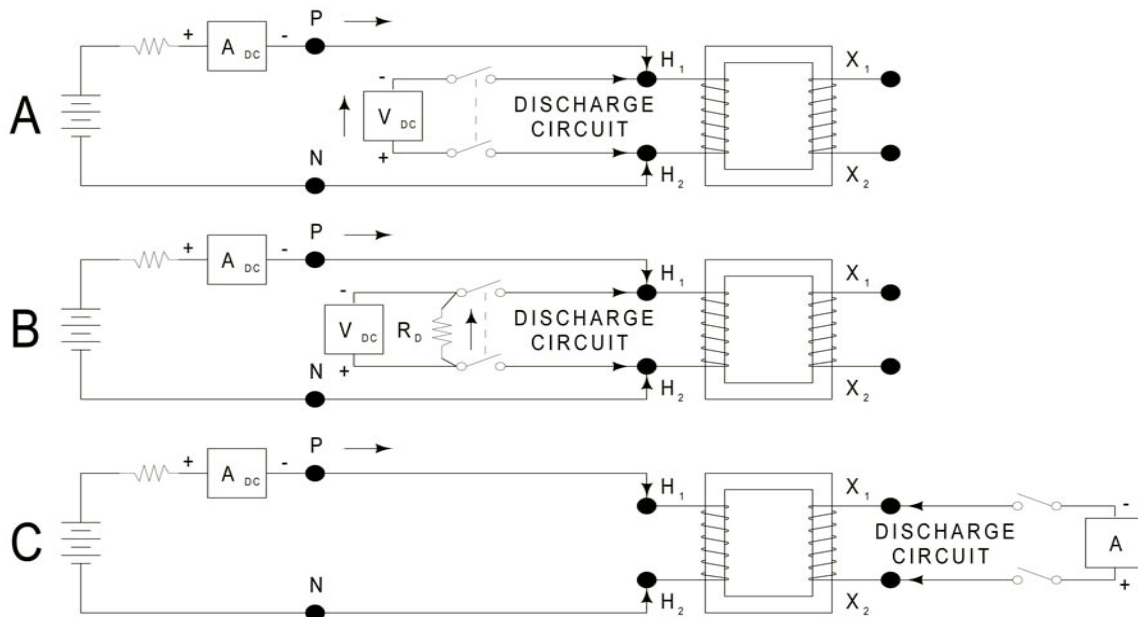 A
+ A DC -
P
-
V DC
+
DISCHARGE
CIRCUIT
N
H1
H2
X1
X2
B
+ A DC -
P
-
V DC
RD
+
DISCHARGE
CIRCUIT
N
H1
H2
X1
X2
C
+ A DC -
P
N
H1
H2
X1
X2
DISCHARGE
CIRCUIT
-
A
+